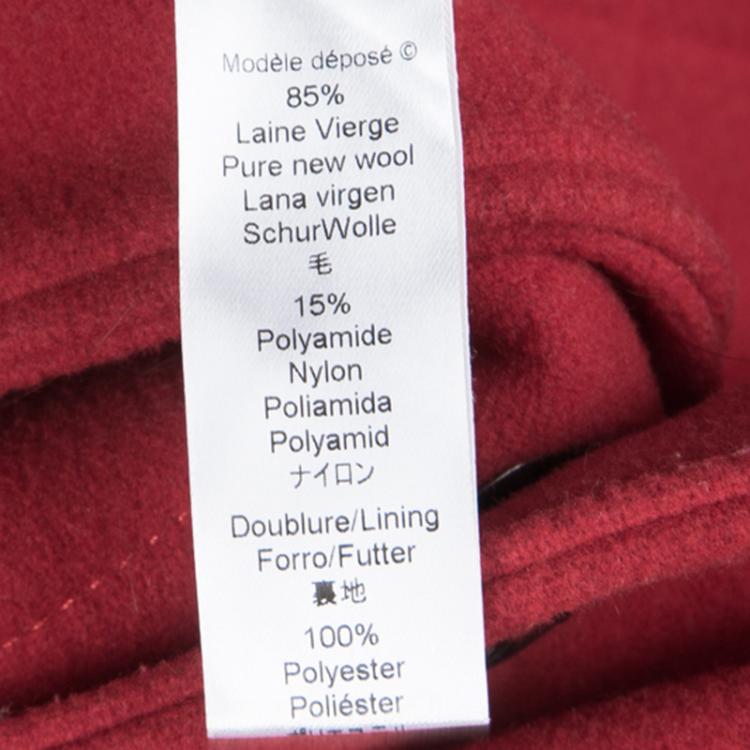 Modèle déposé ©
85%
Laine Vierge
Pure new wool
Lana virgen
SchurWolle
毛
15%
Polyamide
Nylon
Poliamida
Polyamid
ナイロン
Doublure/Lining
Forro/Futter
裏地
100%
Polyester
Poliéster